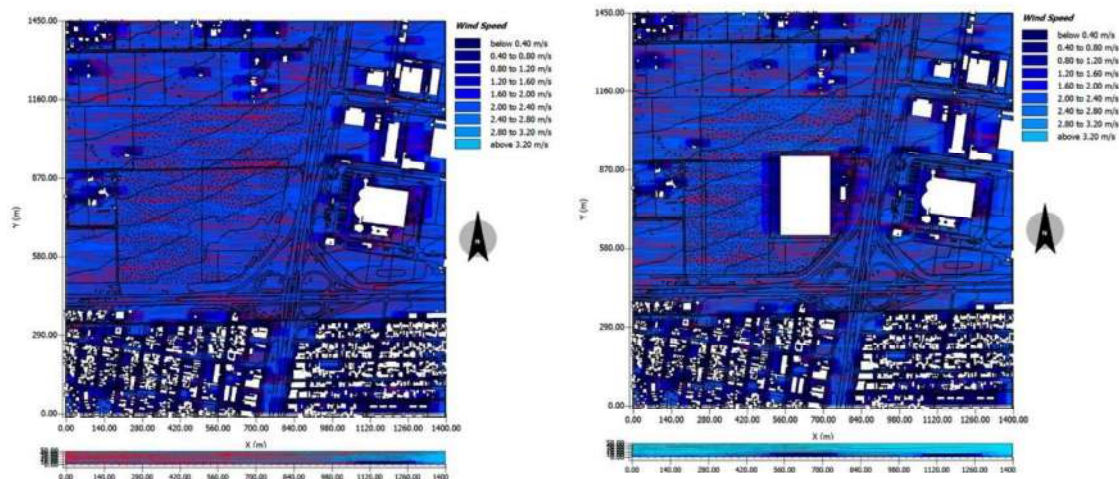 1450.00
1160.00
870.00
580.00
290.00
0.00
Y (m)
0.00 140.00 280.00 420.00 560.00 700.00 840.00 980.00 1120.00 1260.00 1400.00
X (m)
0.00 140.00 280.00 420.00 560.00 700.00 840.00 980.00 1120.00 1260.00 1400.00
Wind Speed
below 0.40 m/s
0.40 to 0.80 m/s
0.80 to 1.20 m/s
1.20 to 1.60 m/s
1.60 to 2.00 m/s
2.00 to 2.40 m/s
2.40 to 2.80 m/s
2.80 to 3.20 m/s
above 3.20 m/s
N
1450.00
1160.00
870.00
580.00
290.00
0.00
Y (m)
0.00 140.00 280.00 420.00 560.00 700.00 840.00 980.00 1120.00 1260.00 1400.00
X (m)
0.00 140.00 280.00 420.00 560.00 700.00 840.00 980.00 1120.00 1260.00 1400.00
Wind Speed
below 0.40 m/s
0.40 to 0.80 m/s
0.80 to 1.20 m/s
1.20 to 1.60 m/s
1.60 to 2.00 m/s
2.00 to 2.40 m/s
2.40 to 2.80 m/s
2.80 to 3.20 m/s
above 3.20 m/s
N